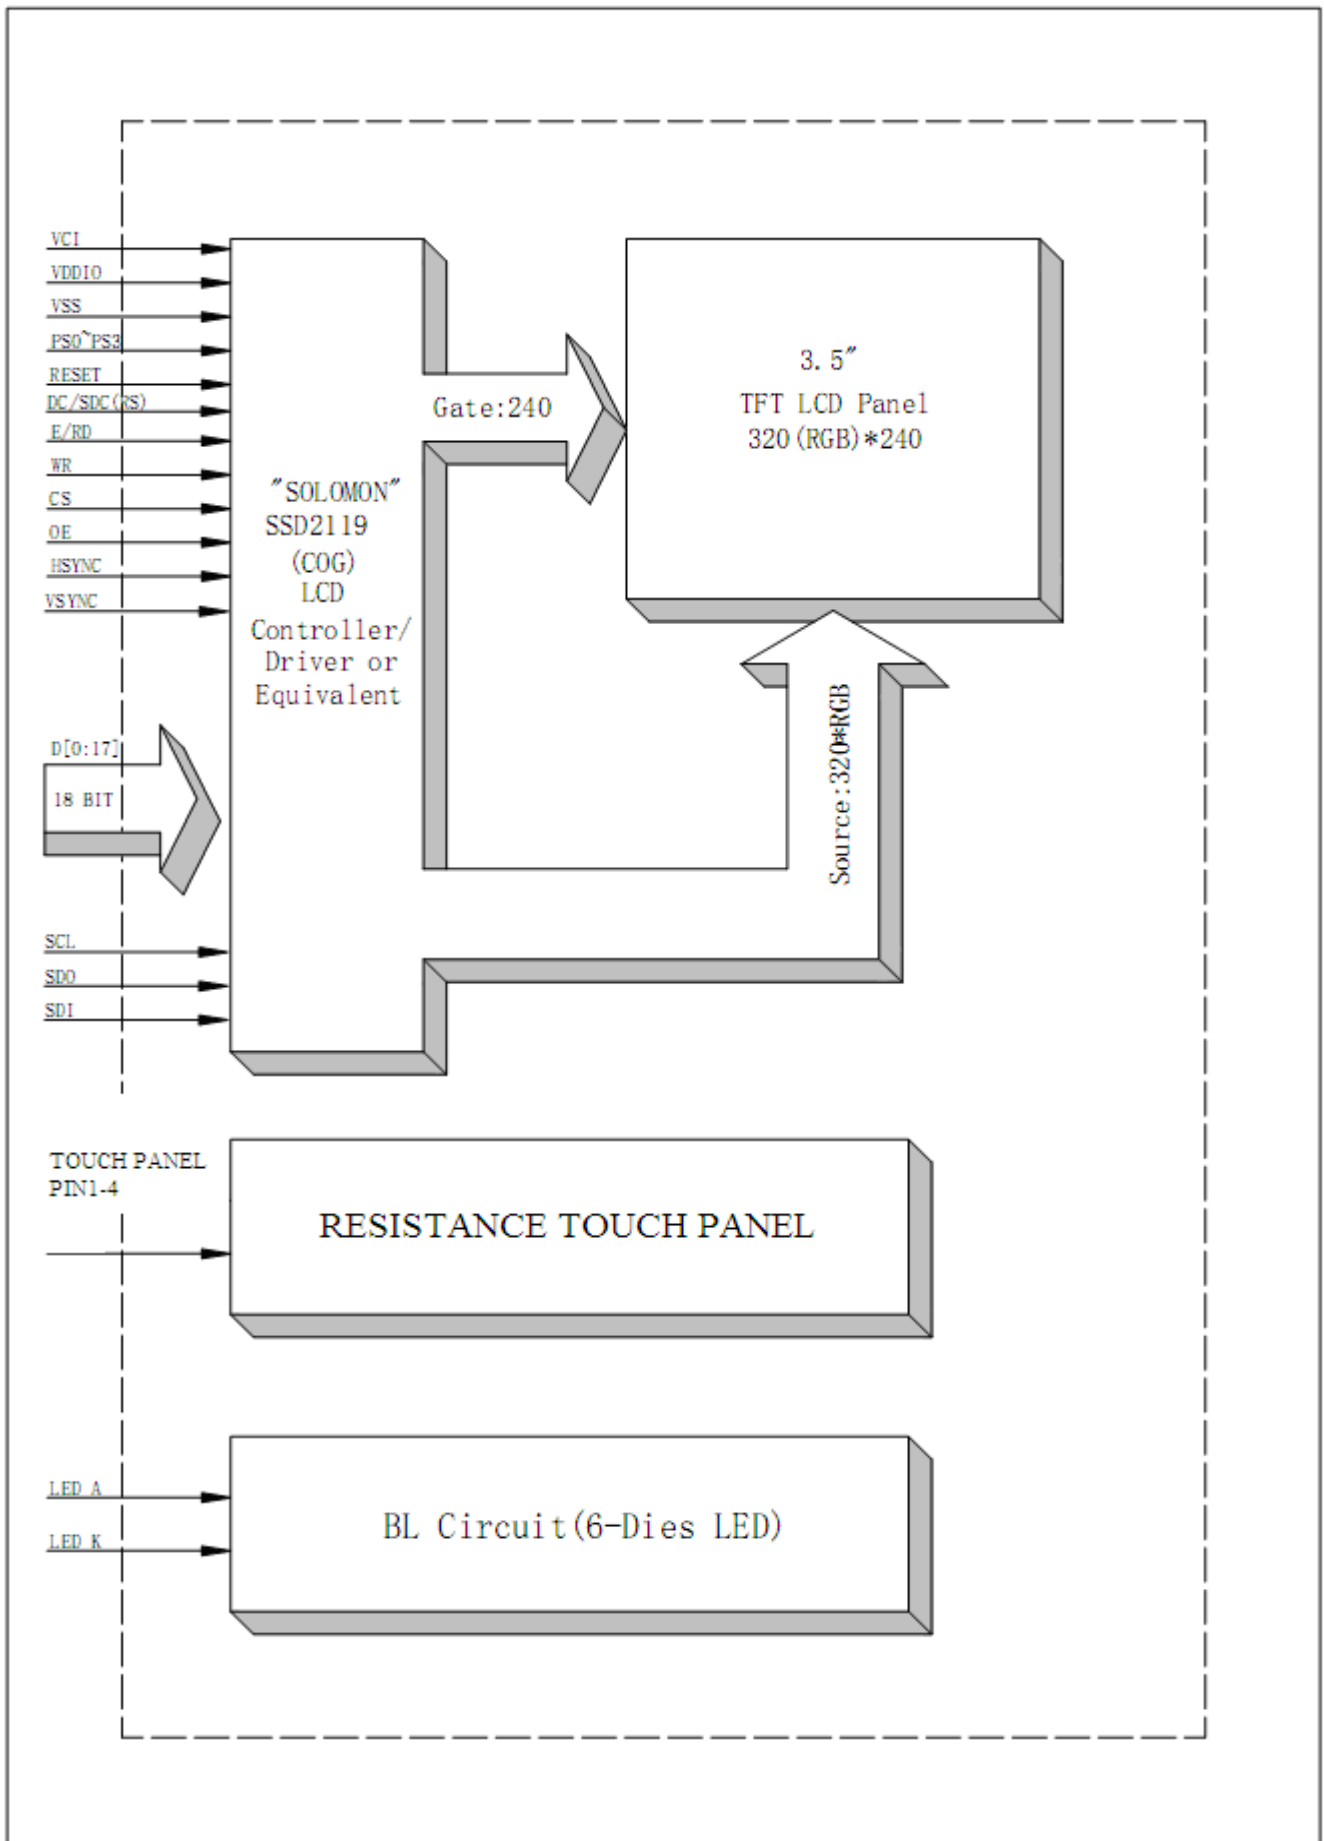 VCI
VDDIO
VSS
PS0~PS3
RESET
DC/SDC(RS)
E/RD
WR
CS
OE
HSYNC
VSYNC
D[0:17]
18 BIT
SCL
SDO
SDI
"SOLOMON"
SSD2119
(COG)
LCD
Controller/
Driver or
Equivalent
Gate:240
3.5"
TFT LCD Panel
320(RGB)*240
Source:320*RGB
TOUCH PANEL
PIN1-4
RESISTANCE TOUCH PANEL
LED A
LED K
BL Circuit(6-Dies LED)